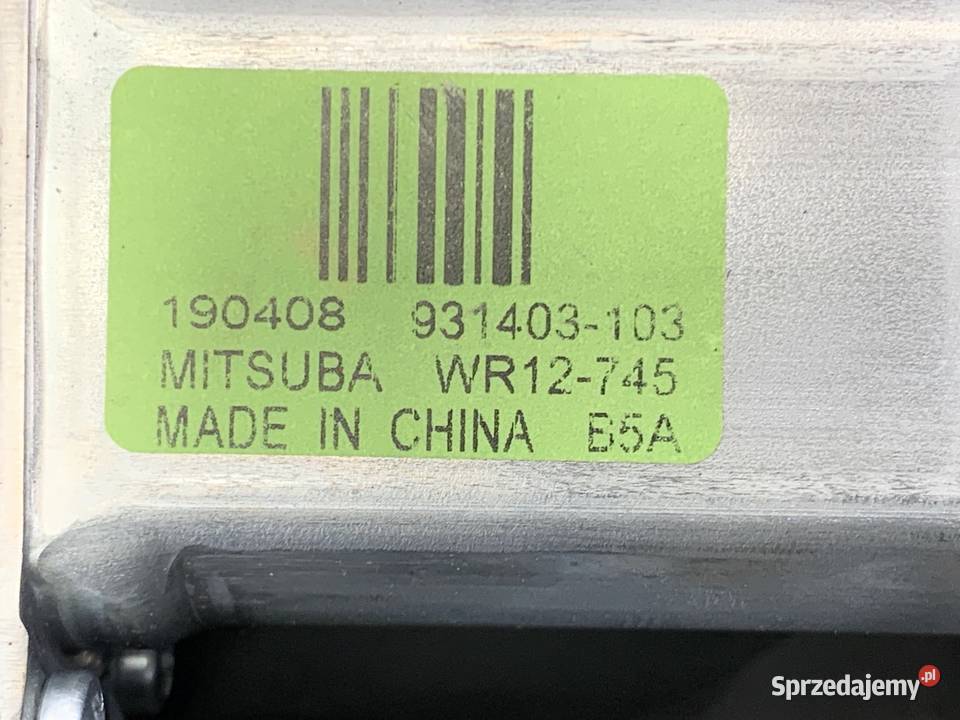 190408 931403-103
MITSUBA WR12-745
MADE IN CHINA B5A
Sprzedajemy.pl